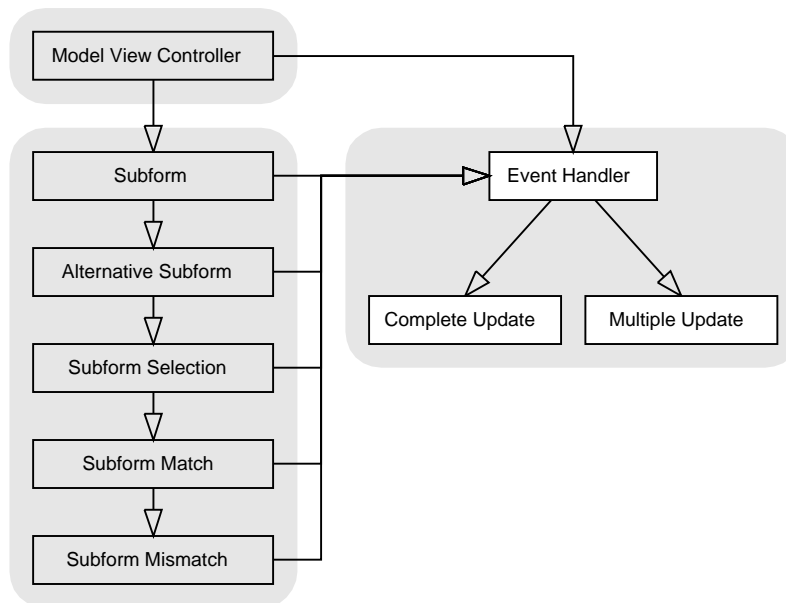 Model View Controller
Subform
Event Handler
Alternative Subform
Complete Update
Multiple Update
Subform Selection
Subform Match
Subform Mismatch